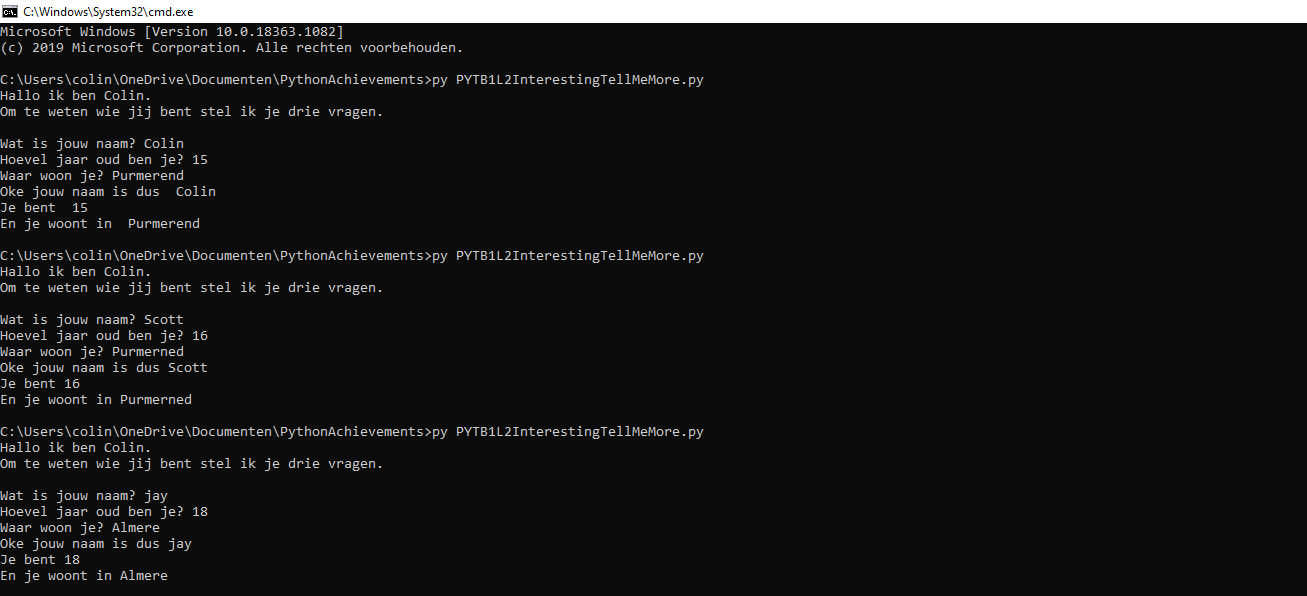 C:\Windows\System32\cmd.exe
Microsoft Windows [Version 10.0.18363.1082]
(c) 2019 Microsoft Corporation. Alle rechten voorbehouden.
C:\Users\colin\OneDrive\Documenten\PythonAchievements>py PYTB1L2InterestingTellMeMore.py
Hallo ik ben Colin.
Om te weten wie jij bent stel ik je drie vragen.
Wat is jouw naam? Colin
Hoevel jaar oud ben je? 15
Waar woon je? Purmerend
Oke jouw naam is dus  Colin
Je bent  15
En je woont in  Purmerend
C:\Users\colin\OneDrive\Documenten\PythonAchievements>py PYTB1L2InterestingTellMeMore.py
Hallo ik ben Colin.
Om te weten wie jij bent stel ik je drie vragen.
Wat is jouw naam? Scott
Hoevel jaar oud ben je? 16
Waar woon je? Purmerned
Oke jouw naam is dus Scott
Je bent 16
En je woont in Purmerned
C:\Users\colin\OneDrive\Documenten\PythonAchievements>py PYTB1L2InterestingTellMeMore.py
Hallo ik ben Colin.
Om te weten wie jij bent stel ik je drie vragen.
Wat is jouw naam? jay
Hoevel jaar oud ben je? 18
Waar woon je? Almere
Oke jouw naam is dus jay
Je bent 18
En je woont in Almere